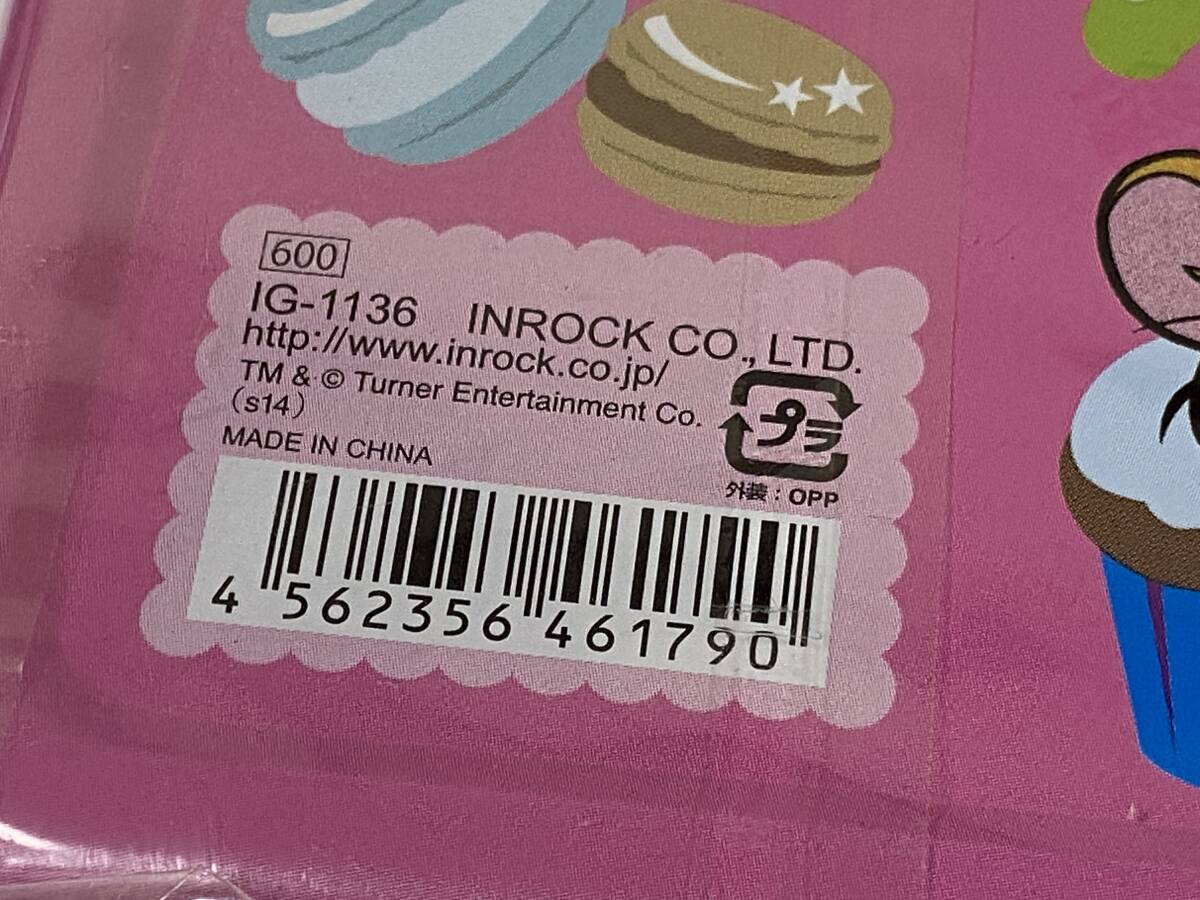 600
IG-1136 INROCK CO., LTD.
http://www.inrock.co.jp/
TM & © Turner Entertainment Co.
(s14)
プラ
外装：OPP
MADE IN CHINA
4 562356 461790